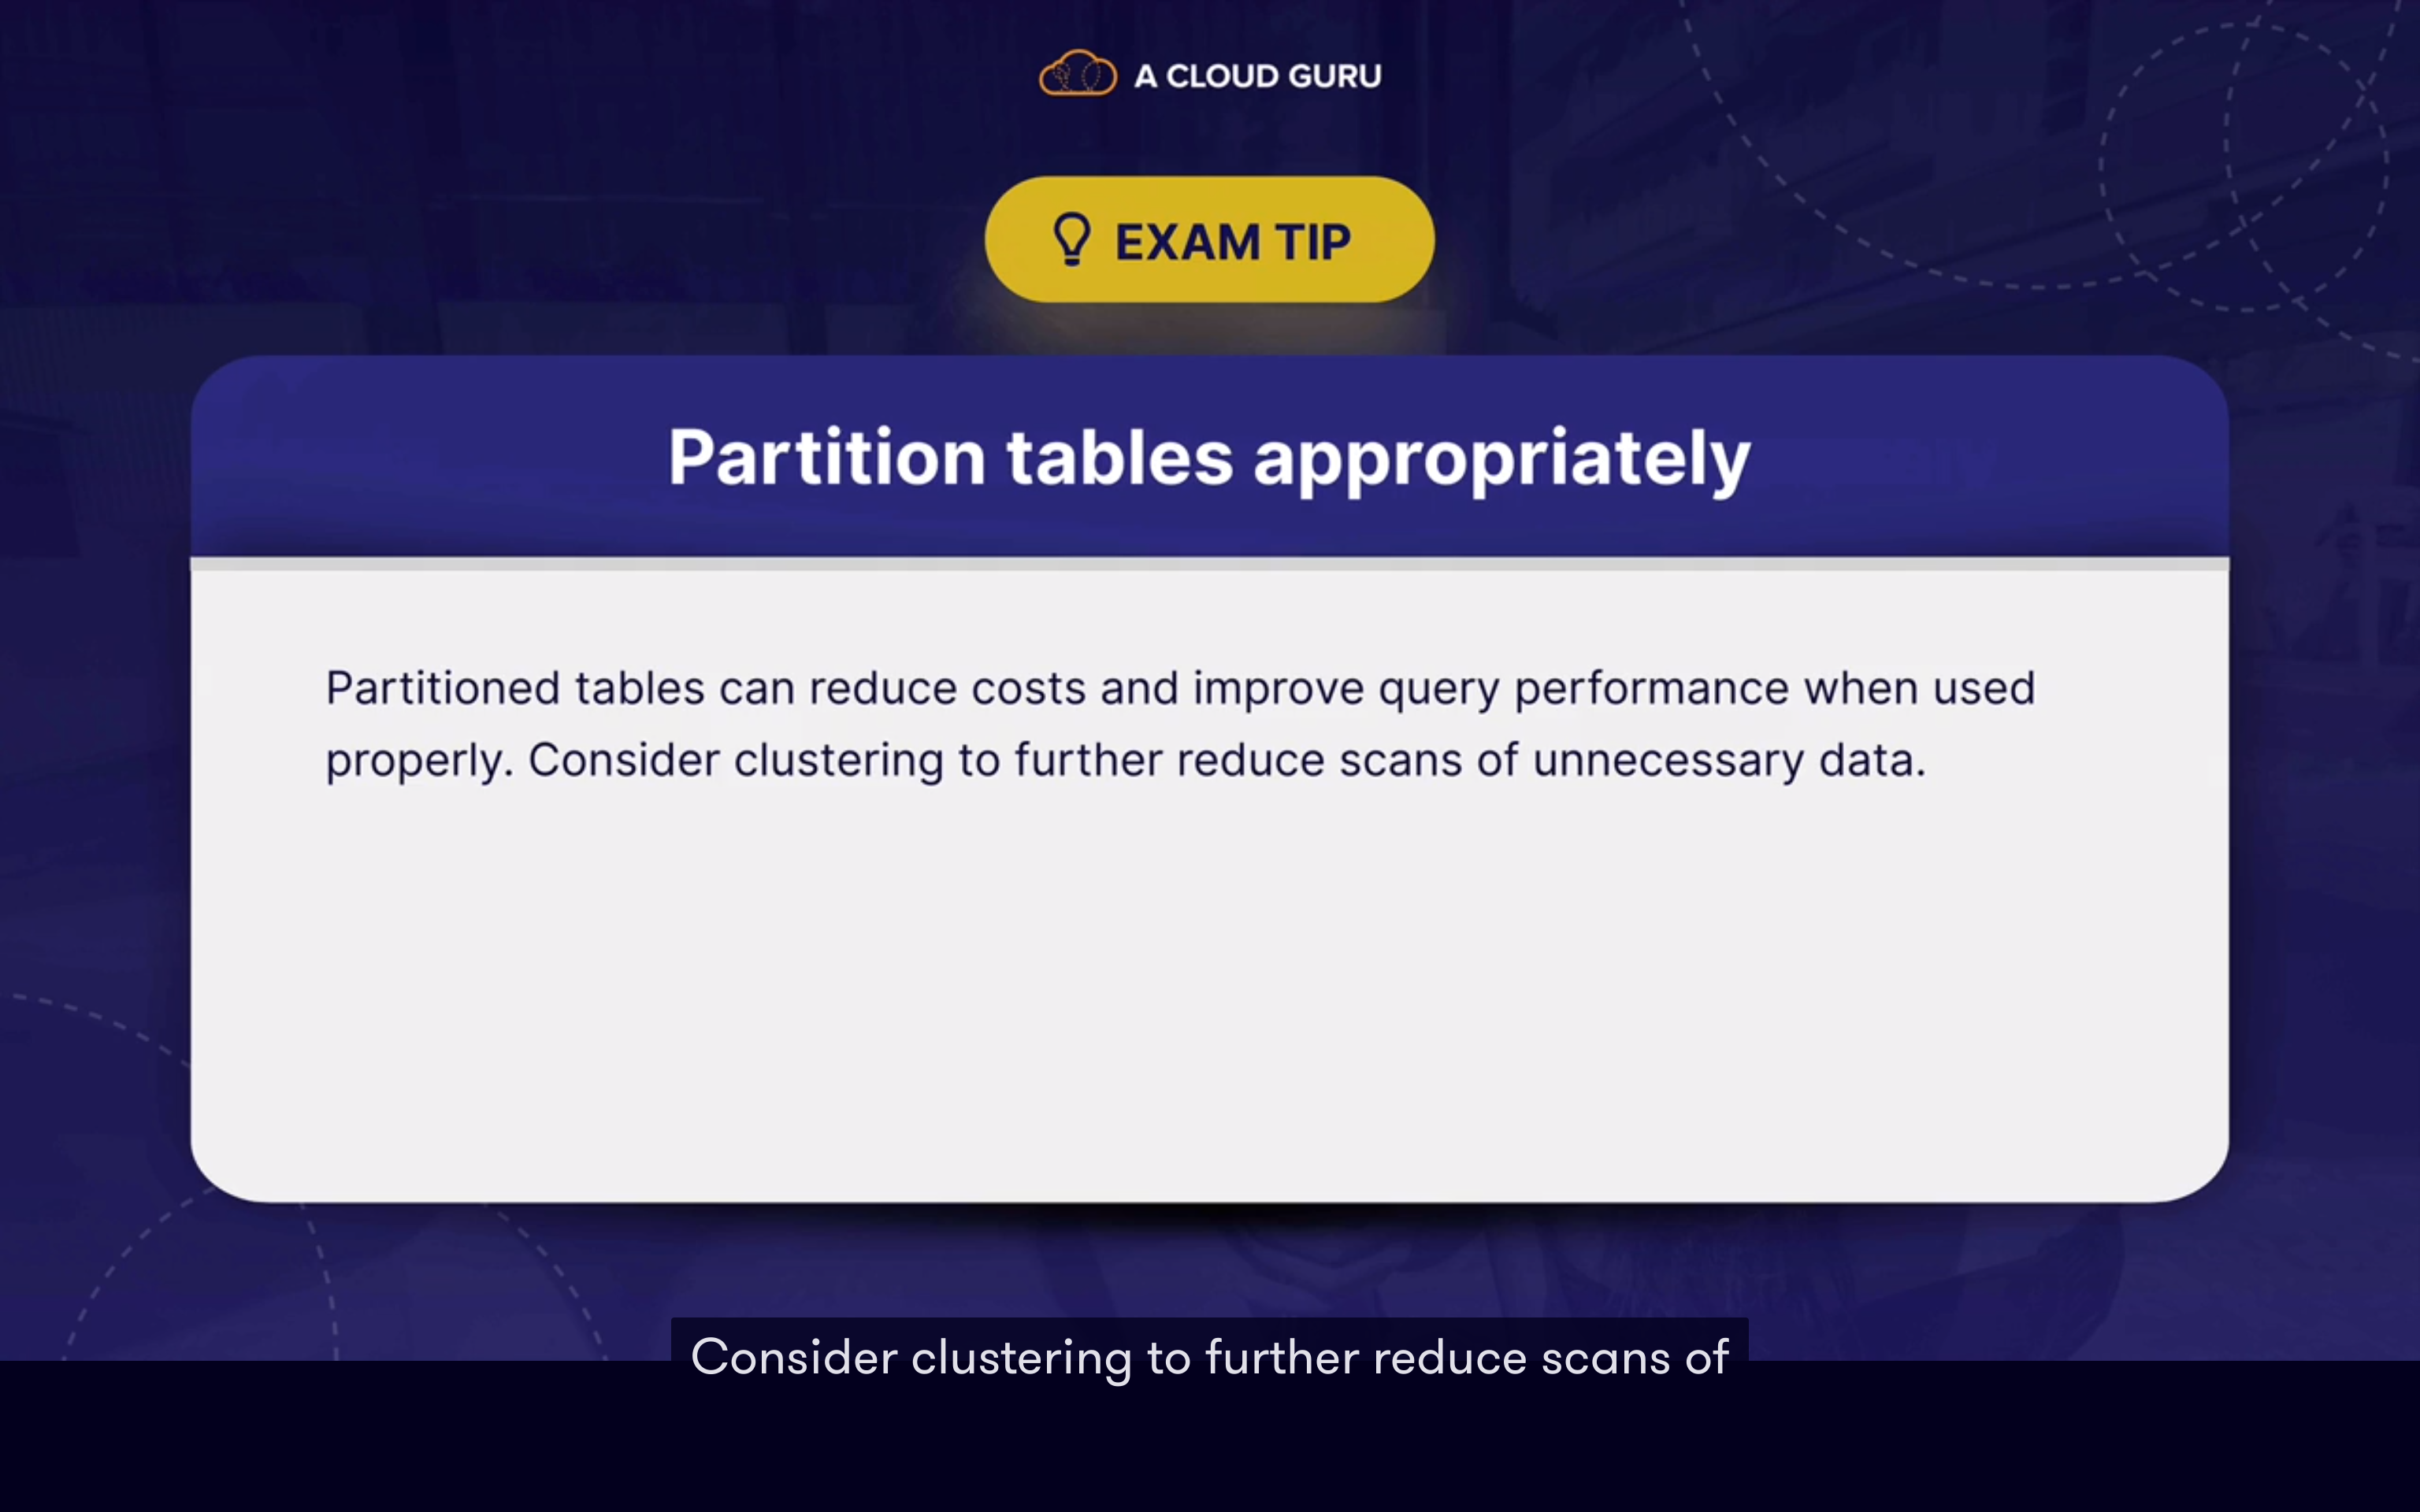 A CLOUD GURU
EXAM TIP
Partition tables appropriately
Partitioned tables can reduce costs and improve query performance when used
properly. Consider clustering to further reduce scans of unnecessary data.
Consider clustering to further reduce scans of